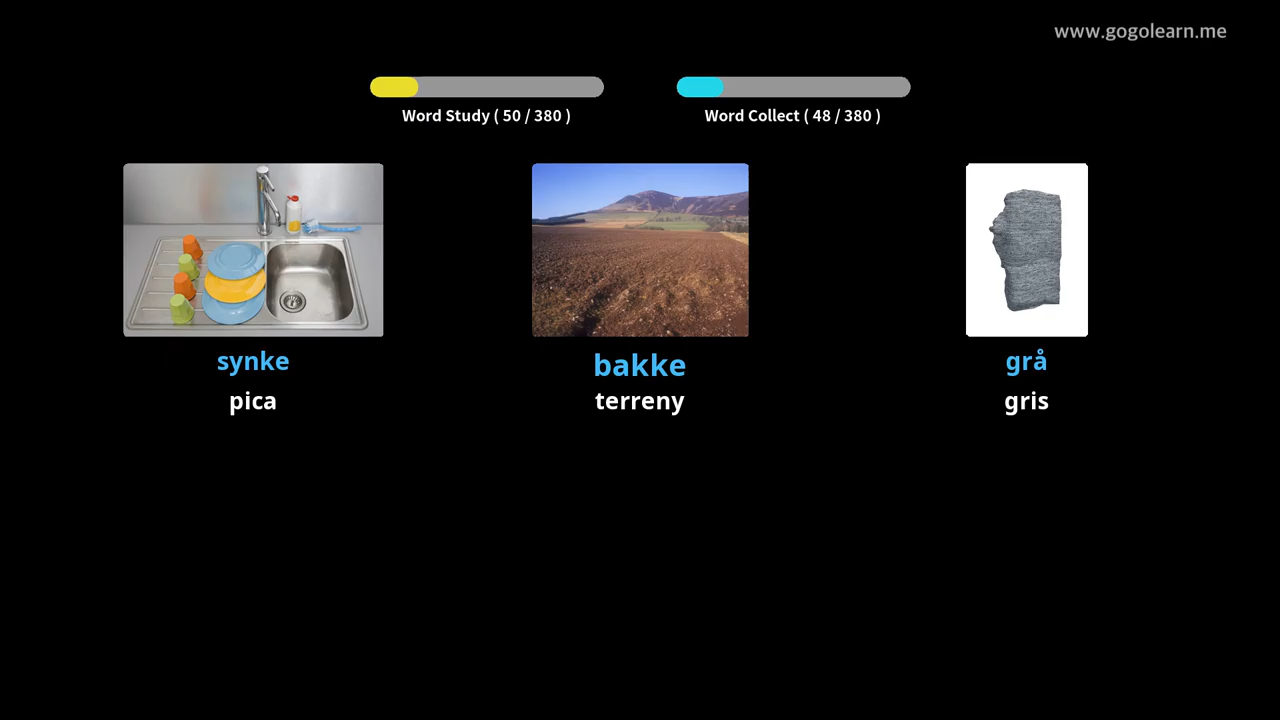 www.gogolearn.me
Word Study ( 50 / 380 )
Word Collect ( 48 / 380 )
synke
pica
bakke
terreny
grå
gris